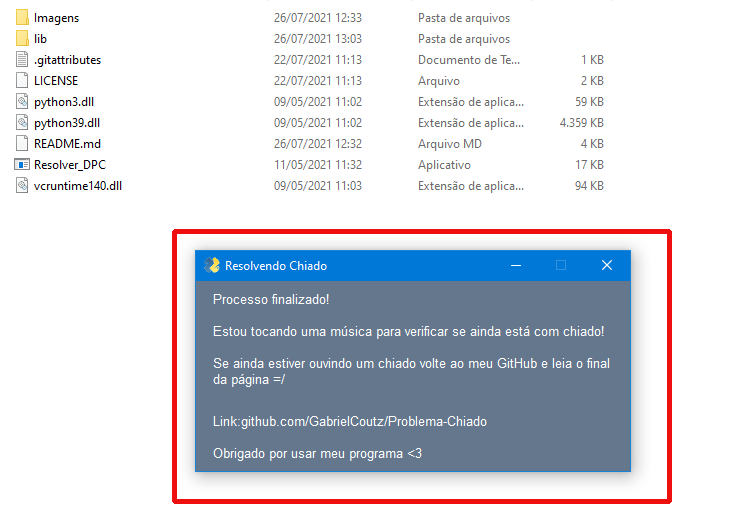 Imagens 26/07/2021 12:33 Pasta de arquivos
lib 26/07/2021 13:03 Pasta de arquivos
.gitattributes 22/07/2021 11:13 Documento de Te... 1 KB
LICENSE 22/07/2021 11:13 Arquivo 2 KB
python3.dll 09/05/2021 11:02 Extensão de aplica... 59 KB
python39.dll 09/05/2021 11:02 Extensão de aplica... 4.359 KB
README.md 26/07/2021 12:32 Arquivo MD 4 KB
Resolver_DPC 11/05/2021 11:32 Aplicativo 17 KB
vcruntime140.dll 09/05/2021 11:03 Extensão de aplica... 94 KB
Resolvendo Chiado
Processo finalizado!
Estou tocando uma música para verificar se ainda está com chiado!
Se ainda estiver ouvindo um chiado volte ao meu GitHub e leia o final
da página =/
Link:github.com/GabrielCoutz/Problema-Chiado
Obrigado por usar meu programa <3